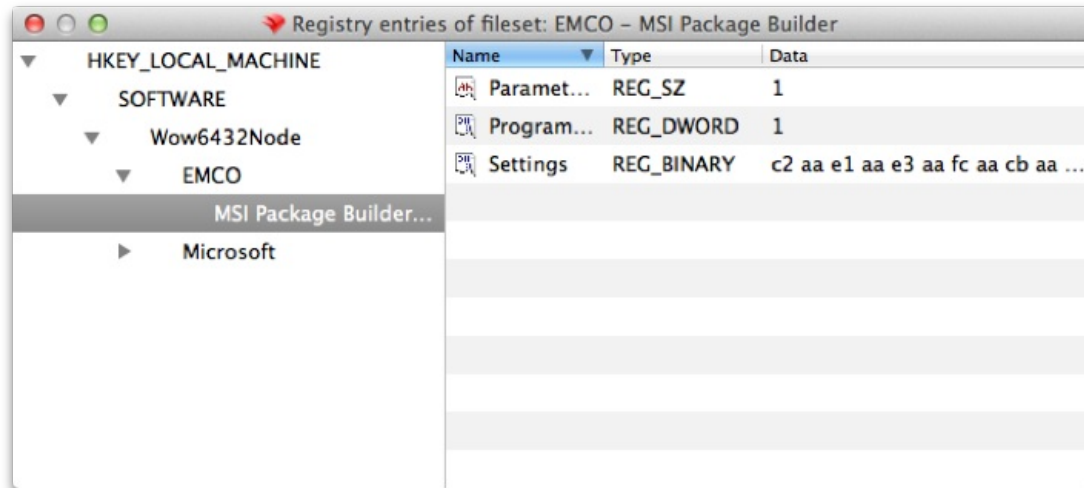 Registry entries of fileset: EMCO – MSI Package Builder
HKEY_LOCAL_MACHINE
SOFTWARE
Wow6432Node
EMCO
MSI Package Builder...
Microsoft
Name Type Data
Paramet... REG_SZ 1
Program... REG_DWORD 1
Settings REG_BINARY c2 aa e1 aa e3 aa fc aa cb aa ...